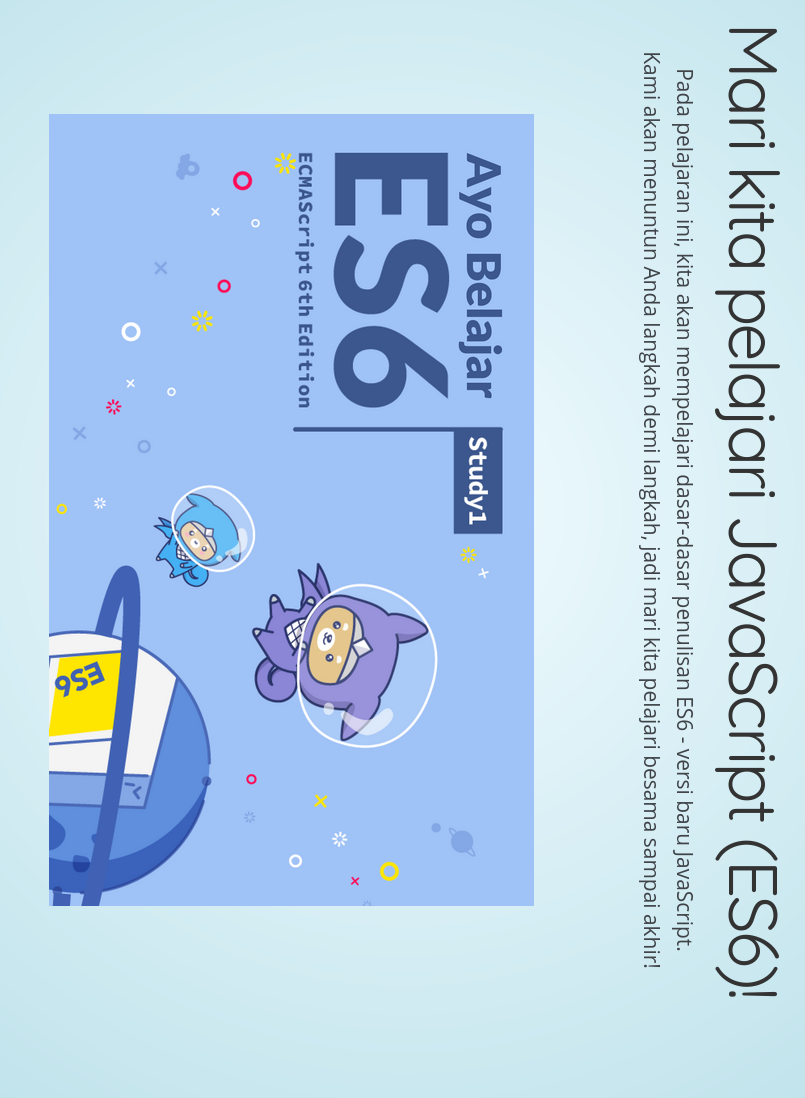 Mari kita pelajari JavaScript (ES6)!
Pada pelajaran ini, kita akan mempelajari dasar-dasar penulisan ES6 - versi baru JavaScript.
Kami akan menuntun Anda langkah demi langkah, jadi mari kita pelajari besama sampai akhir!
Ayo Belajar
ES6
ECMAScript 6th Edition
Study1
ES6